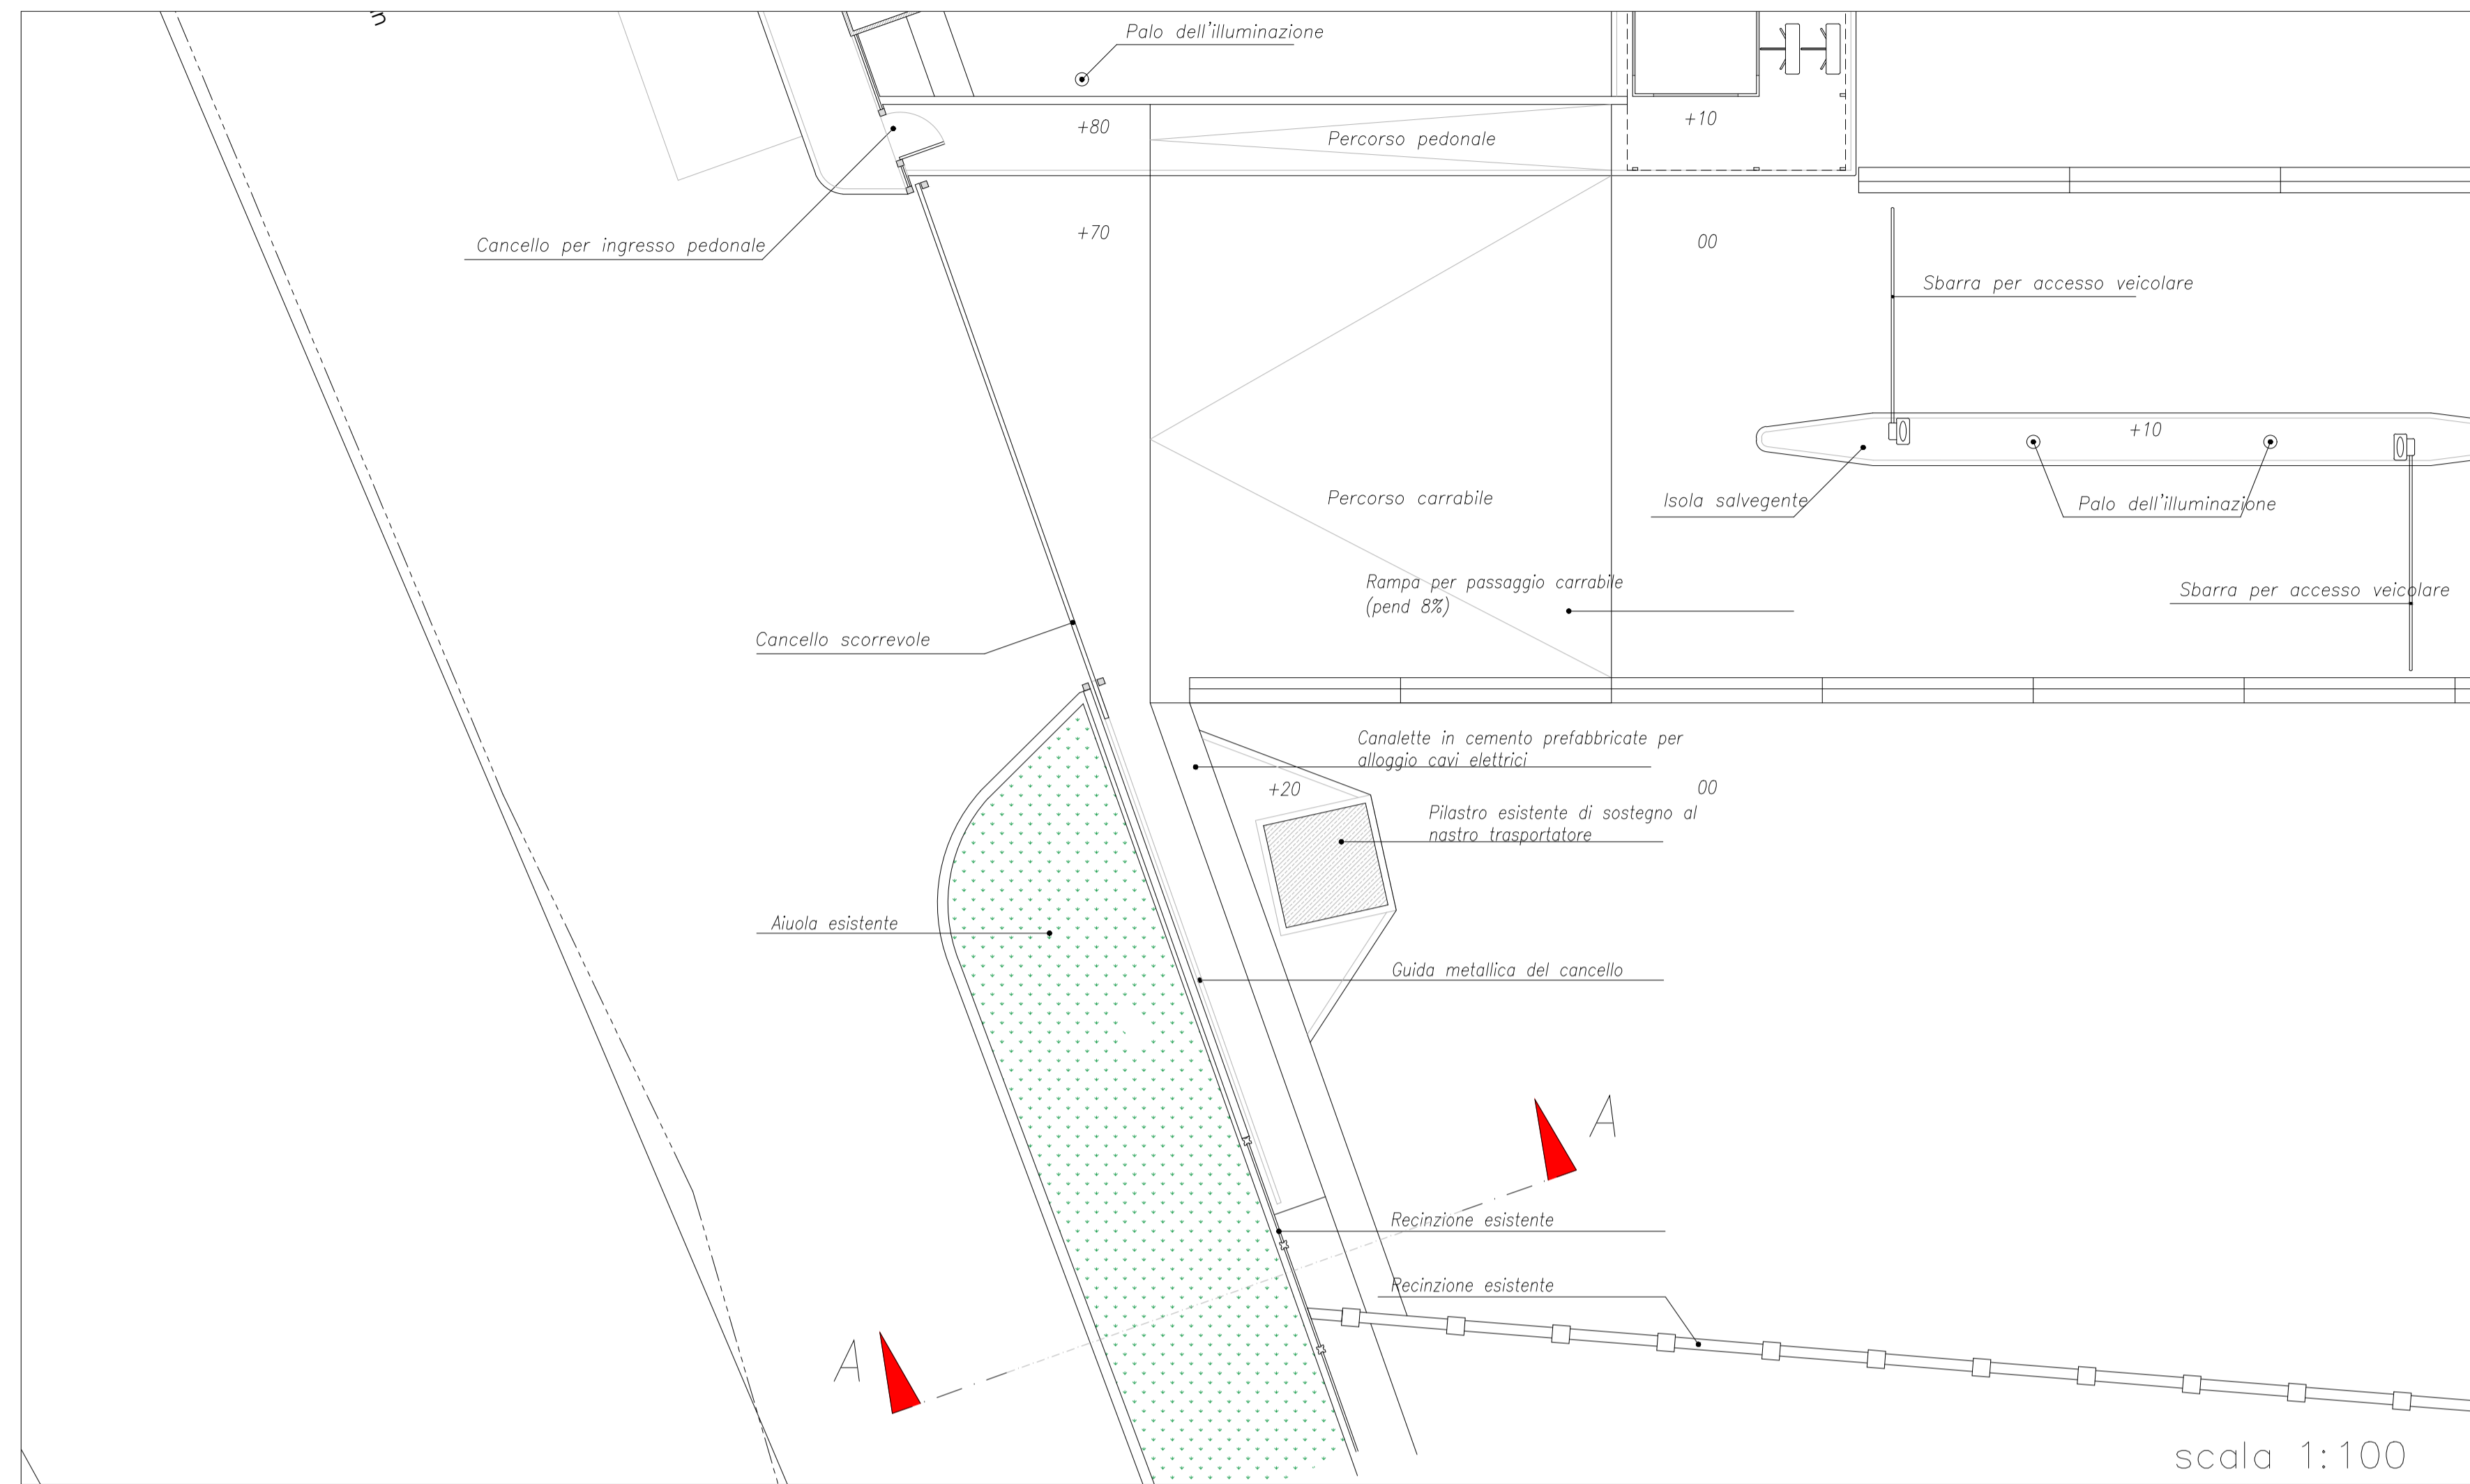 m
Palo dell'illuminazione
+80
Percorso pedonale
+10
Cancello per ingresso pedonale
+70
00
Sbarra per accesso veicolare
+10
Percorso carrabile
Isola salvegente
Palo dell'illuminazione
Rampa per passaggio carrabile
(pend 8%)
Sbarra per accesso veicolare
Cancello scorrevole
Canalette in cemento prefabbricate per
alloggio cavi elettrici
+20
00
Pilastro esistente di sostegno al
nastro trasportatore
Aiuola esistente
Guida metallica del cancello
A
Recinzione esistente
Recinzione esistente
A
scala 1:100